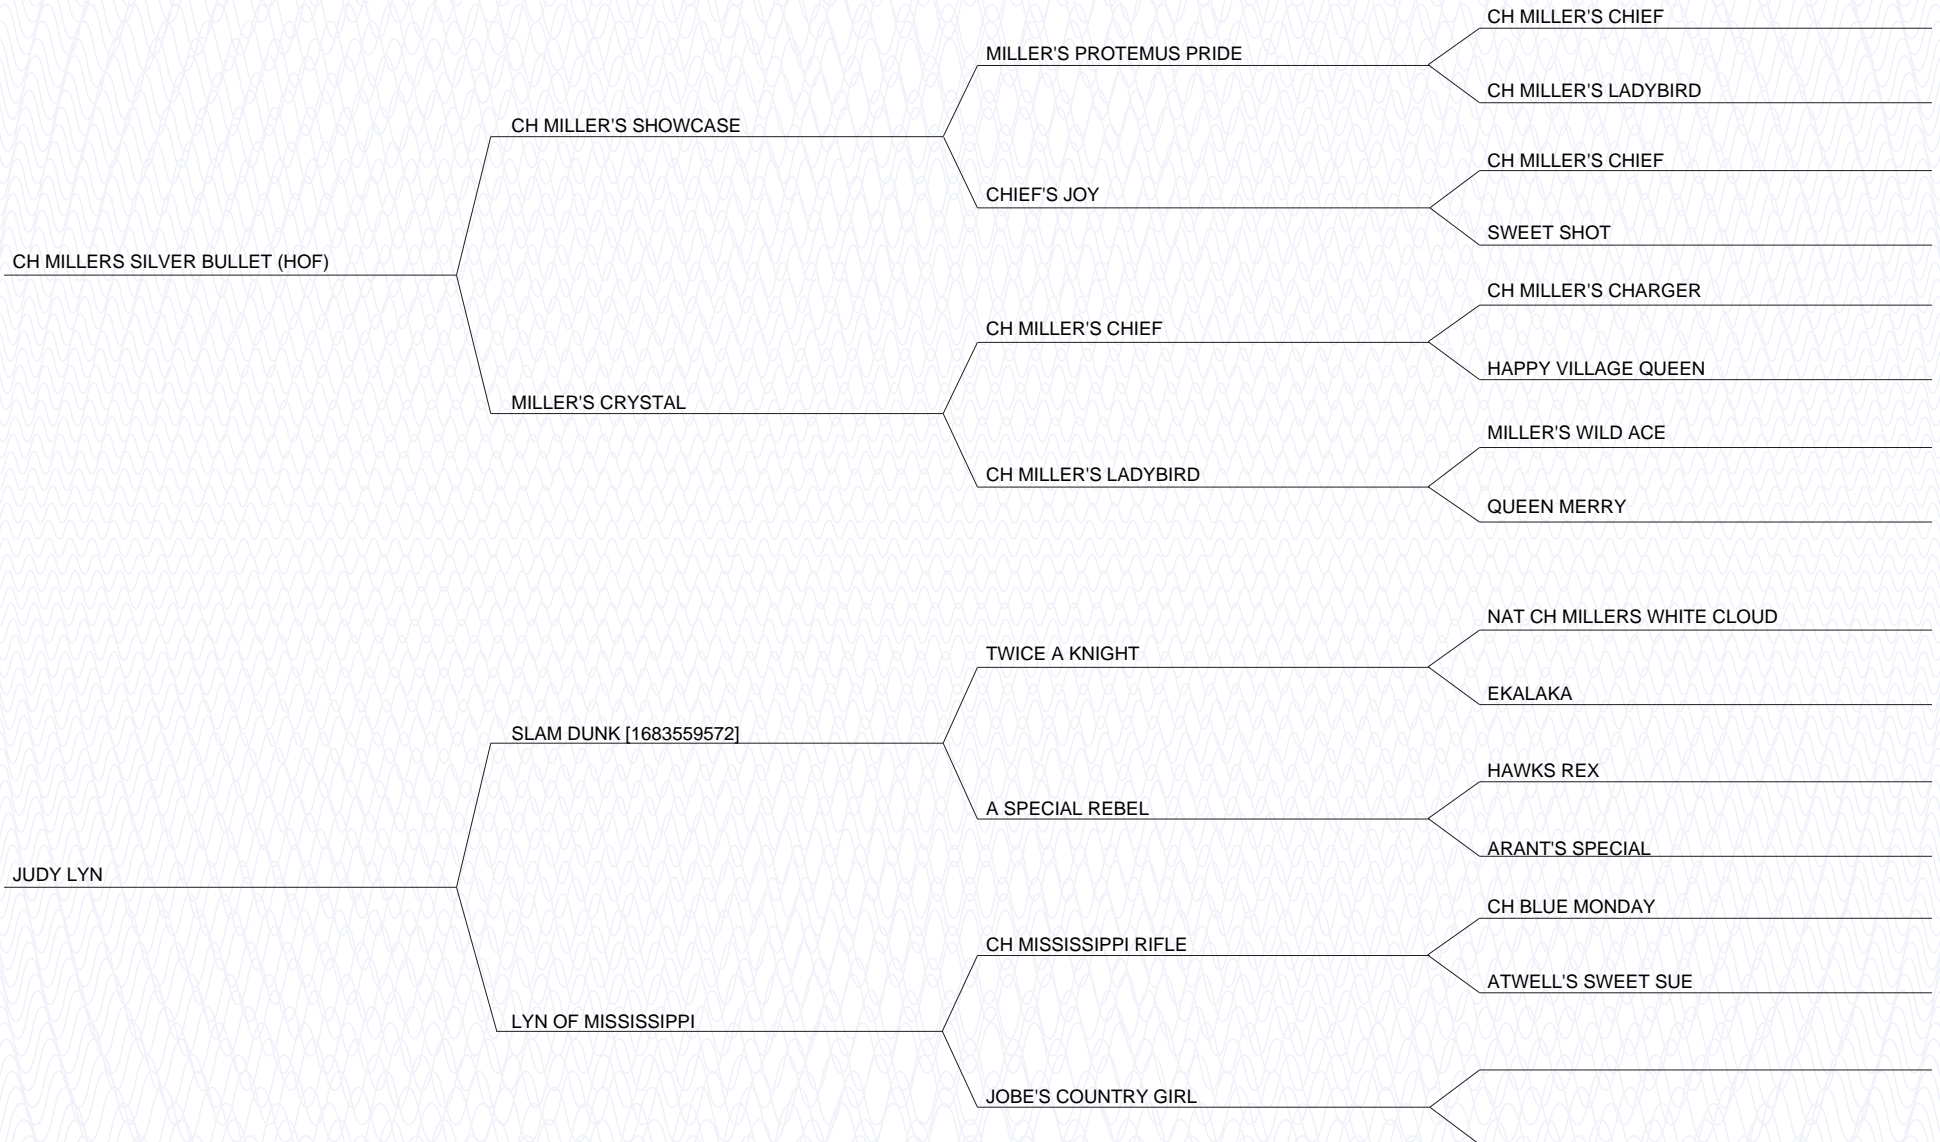 CH MILLER'S CHIEF
MILLER'S PROTEMUS PRIDE
CH MILLER'S LADYBIRD
CH MILLER'S SHOWCASE
CH MILLER'S CHIEF
CHIEF'S JOY
SWEET SHOT
CH MILLERS SILVER BULLET (HOF)
CH MILLER'S CHARGER
CH MILLER'S CHIEF
HAPPY VILLAGE QUEEN
MILLER'S CRYSTAL
MILLER'S WILD ACE
CH MILLER'S LADYBIRD
QUEEN MERRY
NAT CH MILLERS WHITE CLOUD
TWICE A KNIGHT
EKALAKA
SLAM DUNK [1683559572]
HAWKS REX
A SPECIAL REBEL
ARANT'S SPECIAL
JUDY LYN
CH BLUE MONDAY
CH MISSISSIPPI RIFLE
ATWELL'S SWEET SUE
LYN OF MISSISSIPPI
JOBE'S COUNTRY GIRL